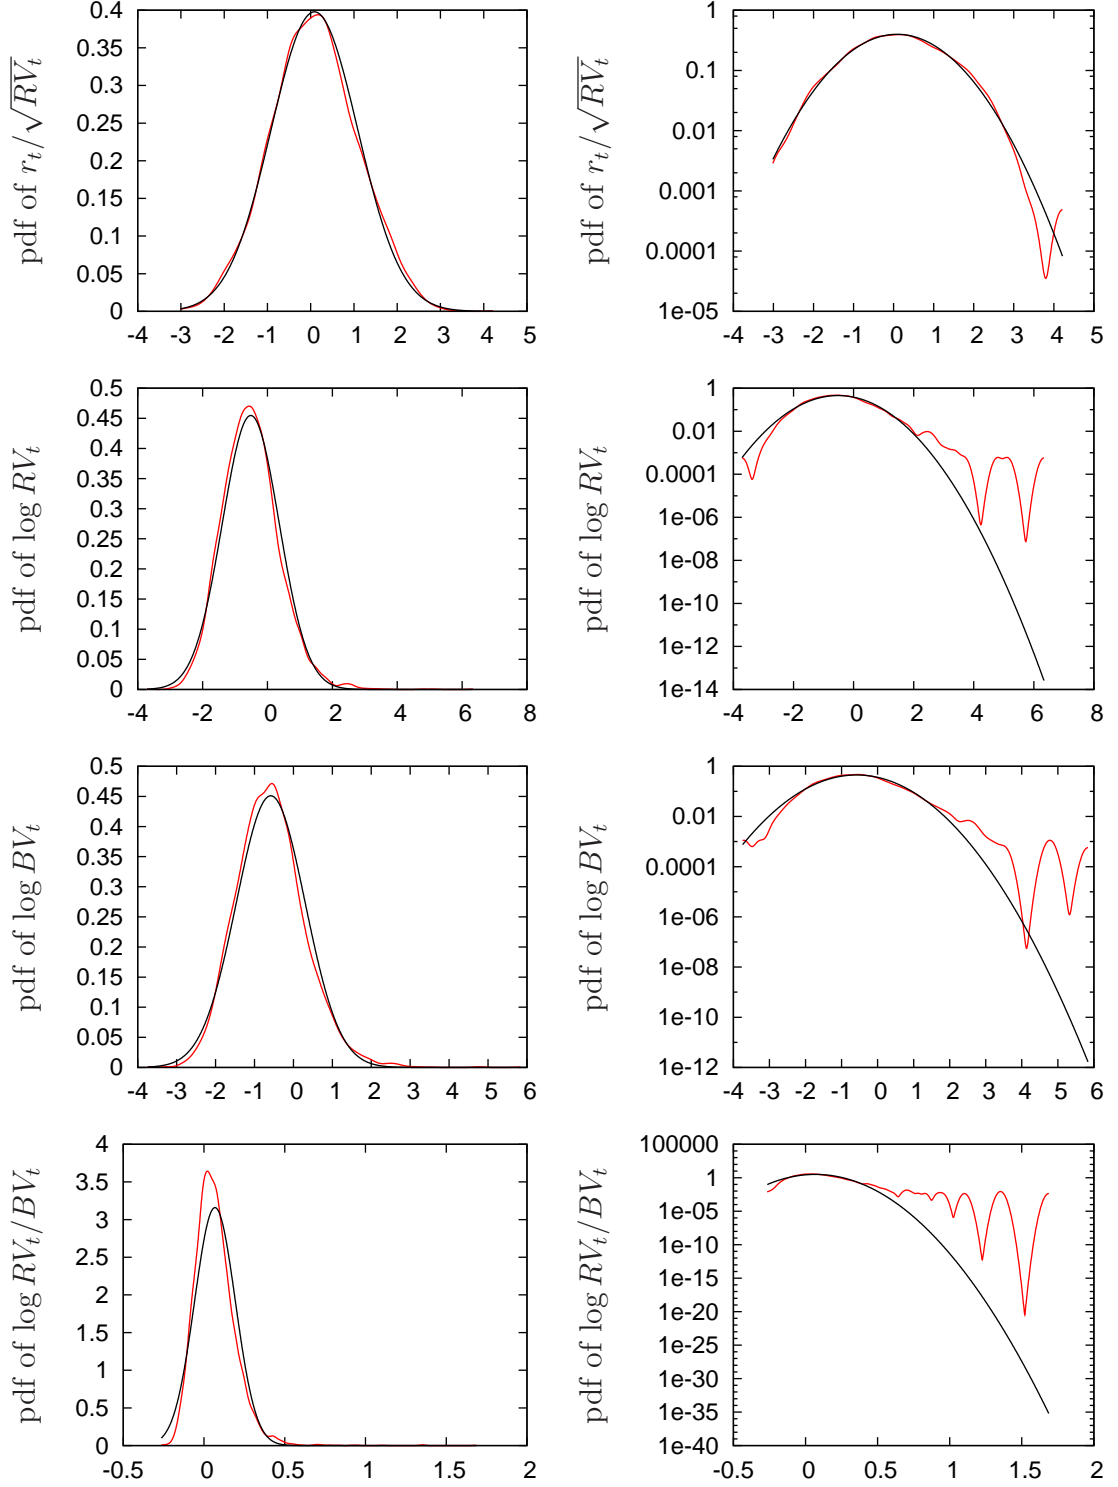 pdf of r_t/√RV_t
0.4
0.35
0.3
0.25
0.2
0.15
0.1
0.05
0
-4 -3 -2 -1 0 1 2 3 4 5
pdf of r_t/√RV_t
1
0.1
0.01
0.001
0.0001
1e-05
-4 -3 -2 -1 0 1 2 3 4 5
pdf of log RV_t
0.5
0.45
0.4
0.35
0.3
0.25
0.2
0.15
0.1
0.05
0
-4 -2 0 2 4 6 8
pdf of log RV_t
1
0.01
0.0001
1e-06
1e-08
1e-10
1e-12
1e-14
-4 -2 0 2 4 6 8
pdf of log BV_t
0.5
0.45
0.4
0.35
0.3
0.25
0.2
0.15
0.1
0.05
0
-4 -3 -2 -1 0 1 2 3 4 5 6
pdf of log BV_t
1
0.01
0.0001
1e-06
1e-08
1e-10
1e-12
-4 -3 -2 -1 0 1 2 3 4 5 6
pdf of log RV_t/BV_t
4
3.5
3
2.5
2
1.5
1
0.5
0
-0.5 0 0.5 1 1.5 2
pdf of log RV_t/BV_t
100000
1
1e-05
1e-10
1e-15
1e-20
1e-25
1e-30
1e-35
1e-40
-0.5 0 0.5 1 1.5 2